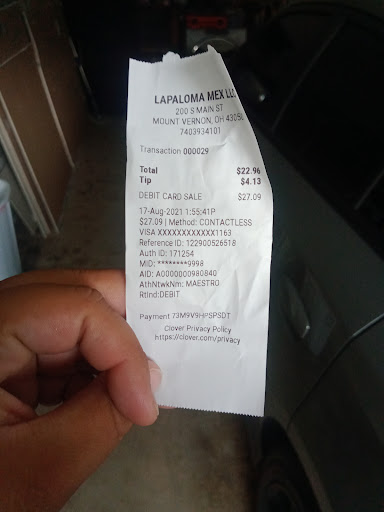 LAPALOMA MEX LLC
200 S MAIN ST
MOUNT VERNON, OH 43050
7403934101
Transaction 000029
Total $22.96
Tip $4.13
DEBIT CARD SALE $27.09
17-Aug-2021 1:55:41P
$27.09 | Method: CONTACTLESS
VISA XXXXXXXXXXXX1163
Reference ID: 122900526518
Auth ID: 171254
MID: ********9998
AID: A0000000980840
AthNtwkNm: MAESTRO
RtInd:DEBIT
Payment 73M9V9HPSPSDT
Clover Privacy Policy
https://clover.com/privacy